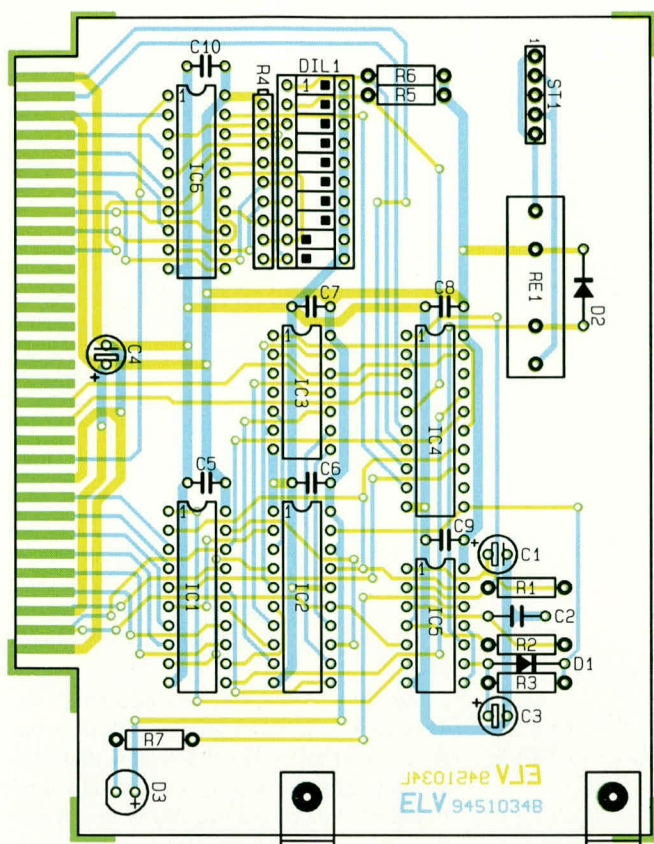 C10
DIL1
R4
1
1
R6
R5
1
ST1
IC6
RE1
D2
C7
C8
C4
+
1
IC3
1
IC4
C5
C6
1
IC1
1
IC2
C9
1
IC5
+
C1
R1
C2
R2
D1
R3
+
C3
R7
D3
+
ELV 9451034L
ELV 9451034B